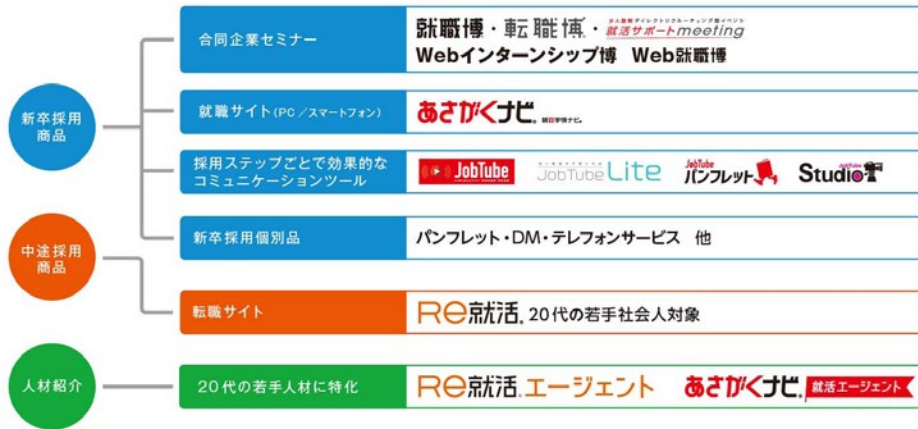 新卒採用
商品
中途採用
商品
人材紹介
合同企業セミナー
就職博・転職博・就活サポートmeeting
Webインターンシップ博 Web就職博
就職サイト(PC/スマートフォン)
あさがくナビ。 朝日学情ナビ。
採用ステップごとで効果的な
コミュニケーションツール
JobTube
JobTube Lite
JobTube
パンフレット
JobTube
Studio
新卒採用個別品
パンフレット・DM・テレフォンサービス 他
転職サイト
Re就活。20代の若手社会人対象
20代の若手人材に特化
Re就活。エージェント
あさがくナビ。就活エージェント